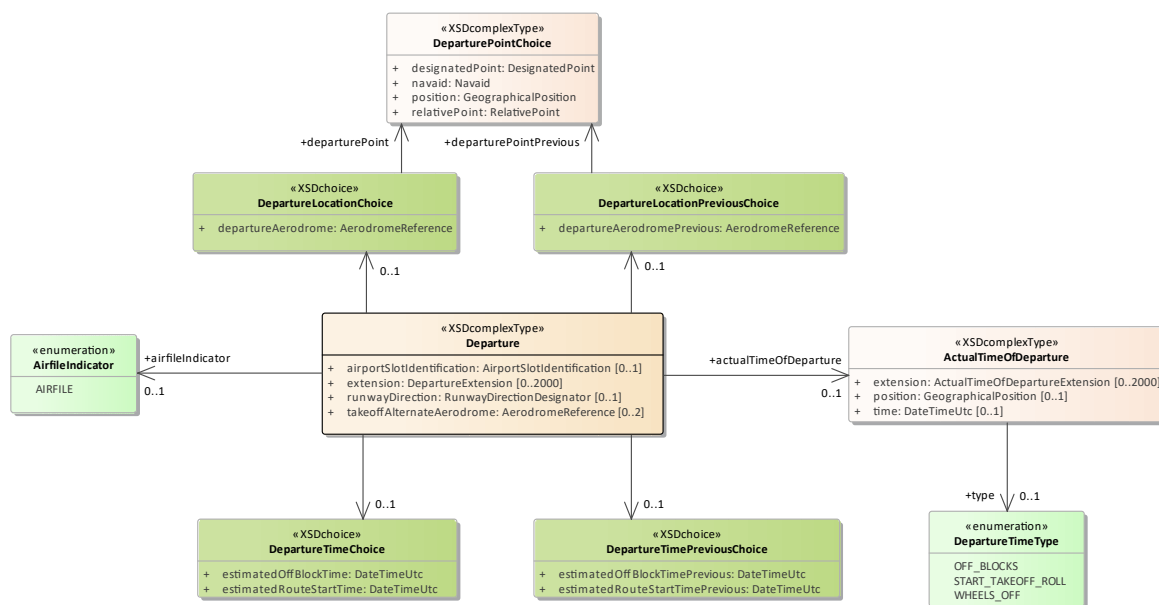 «XSDcomplexType»
DeparturePointChoice
+ designatedPoint: DesignatedPoint
+ navaid: Navaid
+ position: GeographicalPosition
+ relativePoint: RelativePoint
+departurePoint
+departurePointPrevious
«XSDchoice»
DepartureLocationChoice
+ departureAerodrome: AerodromeReference
«XSDchoice»
DepartureLocationPreviousChoice
+ departureAerodromePrevious: AerodromeReference
0..1
0..1
«enumeration»
AirfileIndicator
AIRFILE
+airfileIndicator
0..1
«XSDcomplexType»
Departure
+ airportSlotIdentification: AirportSlotIdentification [0..1]
+ extension: DepartureExtension [0..2000]
+ runwayDirection: RunwayDirectionDesignator [0..1]
+ takeoffAlternateAerodrome: AerodromeReference [0..2]
+actualTimeOfDeparture
0..1
«XSDcomplexType»
ActualTimeOfDeparture
+ extension: ActualTimeOfDepartureExtension [0..2000]
+ position: GeographicalPosition [0..1]
+ time: DateTimeUtc [0..1]
0..1
0..1
+type
0..1
«XSDchoice»
DepartureTimeChoice
+ estimatedOffBlockTime: DateTimeUtc
+ estimatedRouteStartTime: DateTimeUtc
«XSDchoice»
DepartureTimePreviousChoice
+ estimatedOffBlockTimePrevious: DateTimeUtc
+ estimatedRouteStartTimePrevious: DateTimeUtc
«enumeration»
DepartureTimeType
OFF_BLOCKS
START_TAKEOFF_ROLL
WHEELS_OFF